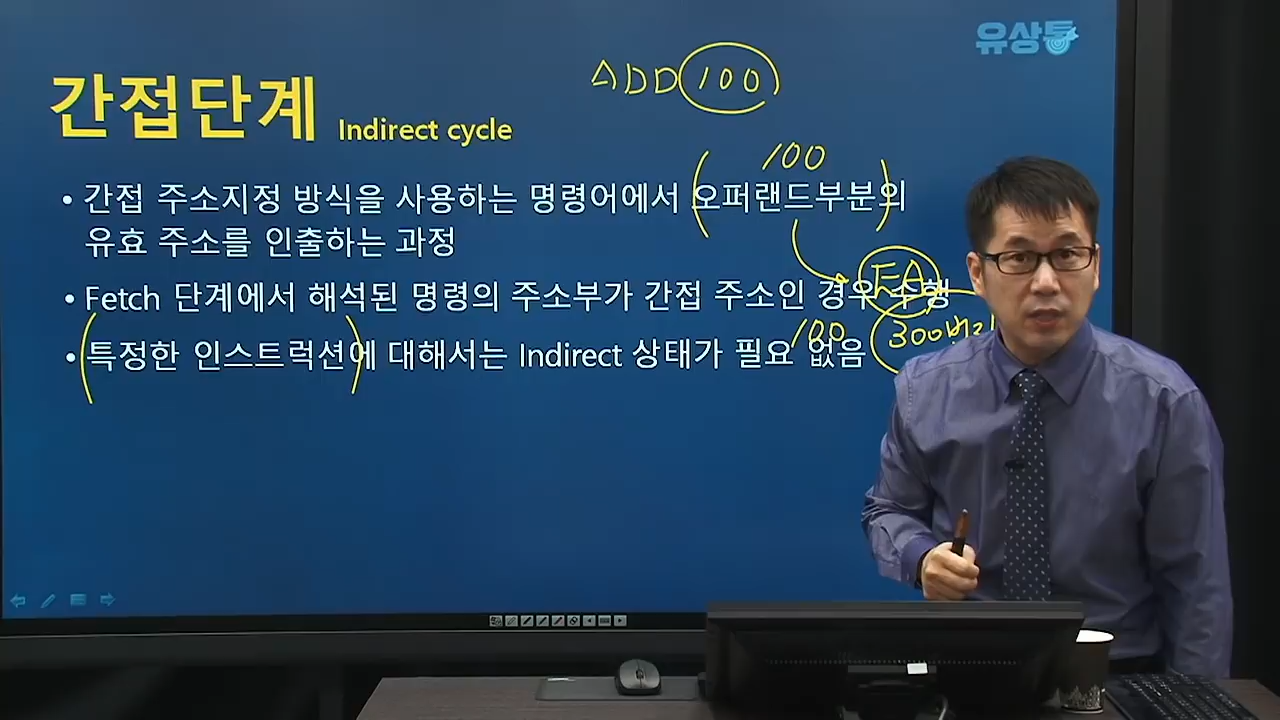 유상통
ADD 100
간접단계 Indirect cycle
100
• 간접 주소지정 방식을 사용하는 명령어에서 오퍼랜드부분의
유효 주소를 인출하는 과정
EA
• Fetch 단계에서 해석된 명령의 주소부가 간접 주소인 경우 수행
100 300번지
• 특정한 인스트럭션에 대해서는 Indirect 상태가 필요 없음